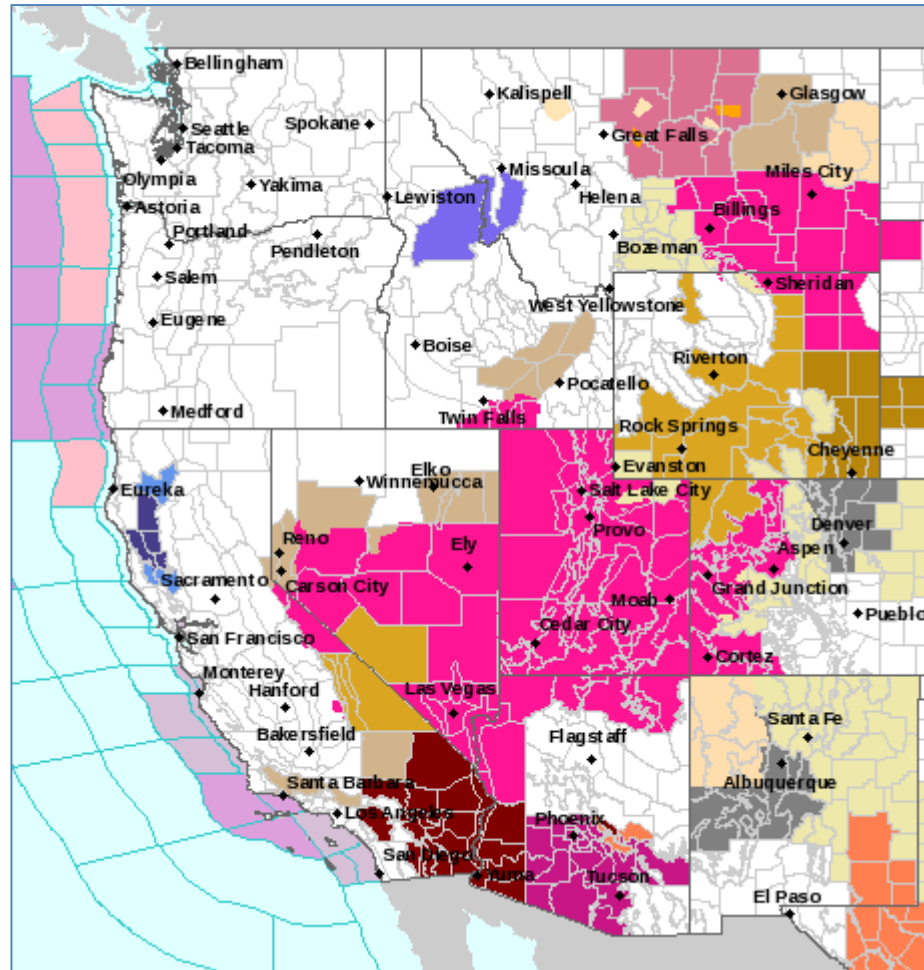 Bellingham
Kalispell
Glasgow
Seattle
Spokane
Great Falls
Tacoma
Olympia
Missoula
Miles City
Yakima
Helena
Lewiston
Astoria
Billings
Portland
Pendleton
Bozeman
Salem
Sheridan
West Yellowstone
Eugene
Boise
Riverton
Pocatello
Medford
Twin Falls
Rock Springs
Cheyenne
Elko
Evanston
Winnemucca
Eureka
Salt Lake City
Provo
Denver
Reno
Ely
Aspen
Sacramento
Carson City
Grand Junction
Moab
Pueblo
Cedar City
San Francisco
Cortez
Monterey
Hanford
Las Vegas
Santa Fe
Bakersfield
Flagstaff
Albuquerque
Santa Barbara
Los Angeles
Phoenix
San Diego
Yuma
Tucson
El Paso